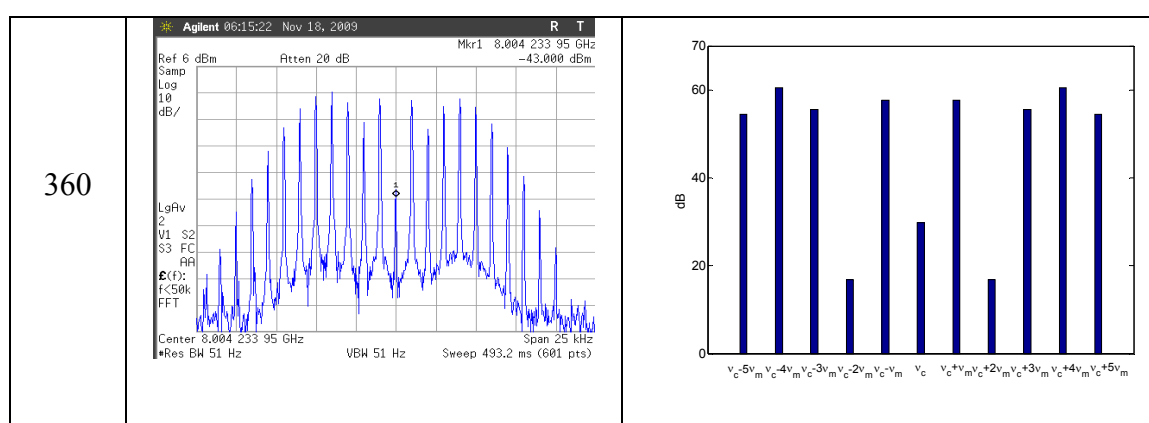 360
Agilent 06:15:22 Nov 18, 2009 R T
Mkr1 8.004 233 95 GHz
Ref 6 dBm Atten 20 dB -43.000 dBm
Samp
Log
10
dB/
1
LgAv
2
V1 S2
S3 FC
AA
£(f):
f<50k
FFT
Center 8.004 233 95 GHz Span 25 kHz
#Res BW 51 Hz VBW 51 Hz Sweep 493.2 ms (601 pts)
70
60
40
20
0
dB
νc-5νm νc-4νm νc-3νm νc-2νm νc-νm νc νc+νm νc+2νm νc+3νm νc+4νm νc+5νm